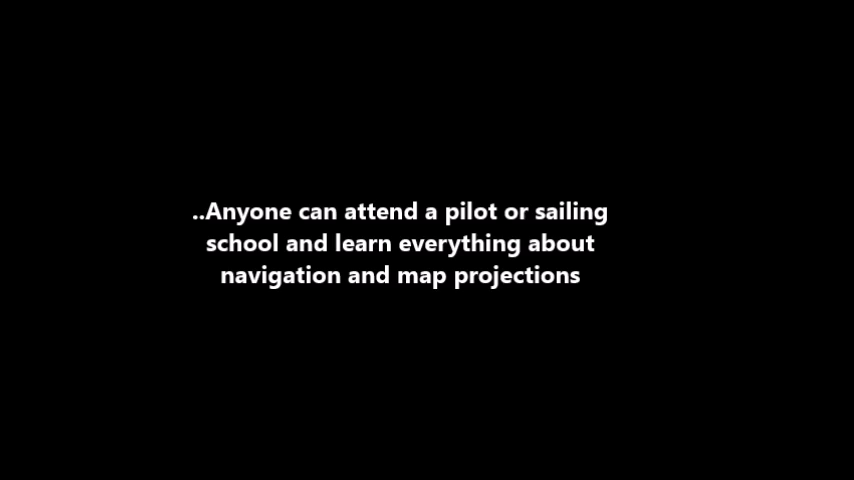 ..Anyone can attend a pilot or sailing
school and learn everything about
navigation and map projections